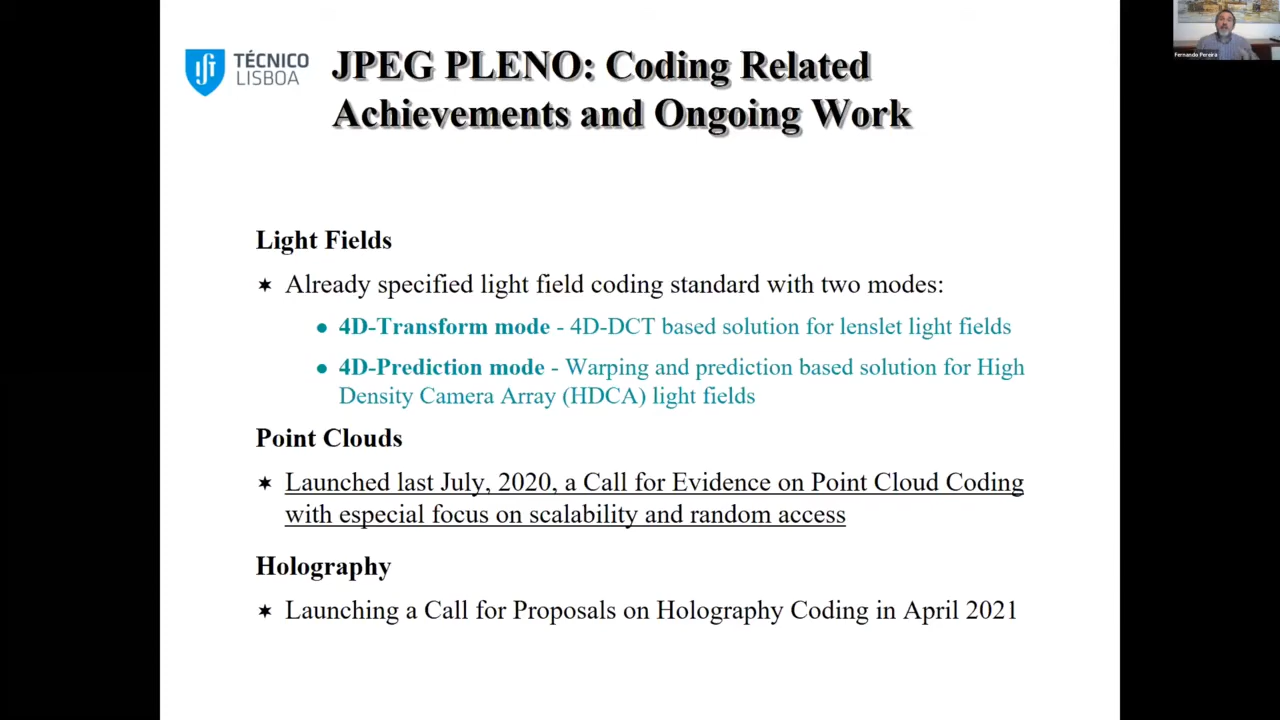 TÉCNICO
LISBOA
JPEG PLENO: Coding Related
Achievements and Ongoing Work
Fernando Pereira
Light Fields
✶ Already specified light field coding standard with two modes:
● 4D-Transform mode - 4D-DCT based solution for lenslet light fields
● 4D-Prediction mode - Warping and prediction based solution for High
Density Camera Array (HDCA) light fields
Point Clouds
✶ Launched last July, 2020, a Call for Evidence on Point Cloud Coding
with especial focus on scalability and random access
Holography
✶ Launching a Call for Proposals on Holography Coding in April 2021